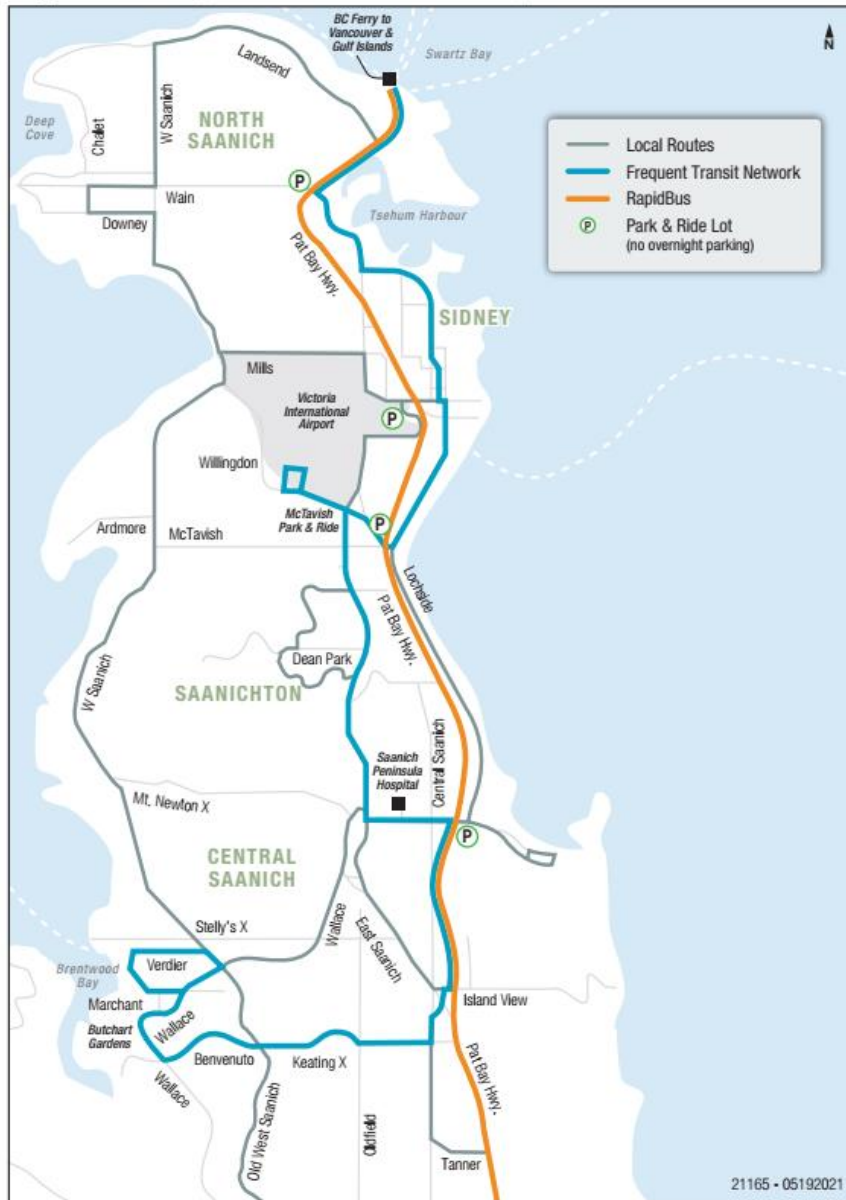 BC Ferry to
Vancouver &
Gulf Islands
Swartz Bay
N
Landsend
Deep
Cove
Chalet
W Saanich
NORTH
SAANICH
Local Routes
Frequent Transit Network
RapidBus
P
Park & Ride Lot
(no overnight parking)
P
Wain
Downey
Tsehum Harbour
Pat Bay Hwy.
SIDNEY
Mills
Victoria
International
Airport
P
Willingdon
McTavish
Park & Ride
P
Ardmore
McTavish
Lochside
Pat Bay Hwy.
Dean Park
W Saanich
SAANICHTON
Central Saanich
Saanich
Peninsula
Hospital
Mt. Newton X
P
CENTRAL
SAANICH
Stelly's X
Wallace
East Saanich
Brentwood
Bay
Verdier
Marchant
Island View
Butchart
Gardens
Wallace
Benvenuto
Keating X
Wallace
Pat Bay Hwy.
Old West Saanich
Oldfield
Tanner
21165 - 05192021